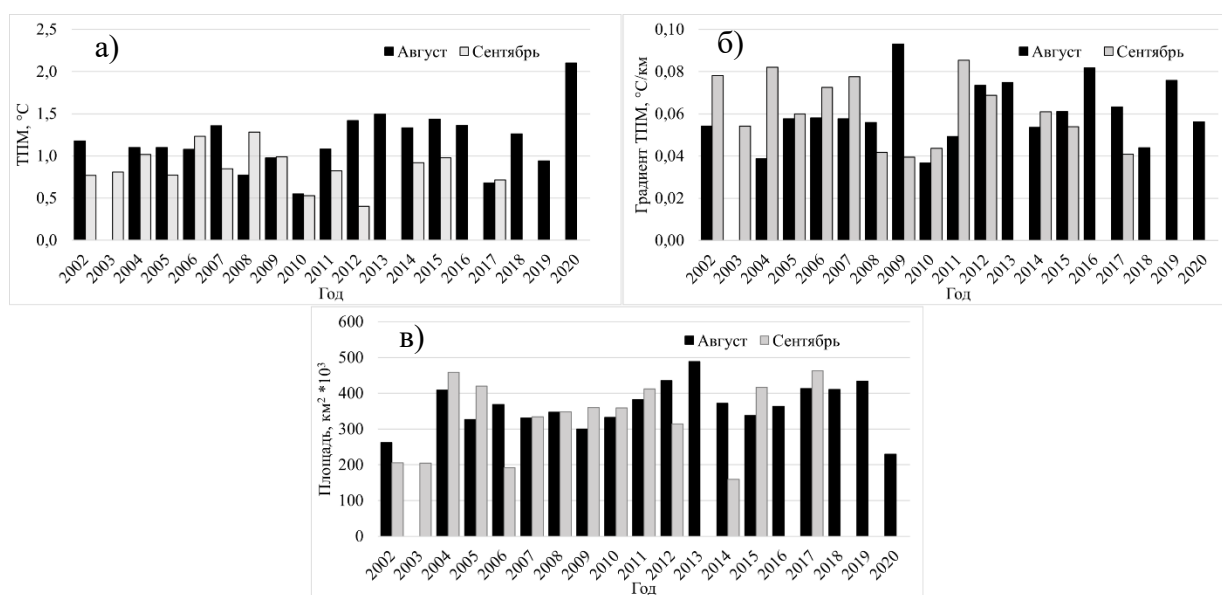 а)
Август Сентябрь
ТПМ, °C
2,5
2,0
1,5
1,0
0,5
0,0
2002 2003 2004 2005 2006 2007 2008 2009 2010 2011 2012 2013 2014 2015 2016 2017 2018 2019 2020
Год
б)
Август Сентябрь
Градиент ТПМ, °C/км
0,10
0,08
0,06
0,04
0,02
0,00
2002 2003 2004 2005 2006 2007 2008 2009 2010 2011 2012 2013 2014 2015 2016 2017 2018 2019 2020
Год
в)
Август Сентябрь
Площадь, км² *10³
600
500
400
300
200
100
0
2002 2003 2004 2005 2006 2007 2008 2009 2010 2011 2012 2013 2014 2015 2016 2017 2018 2019 2020
Год